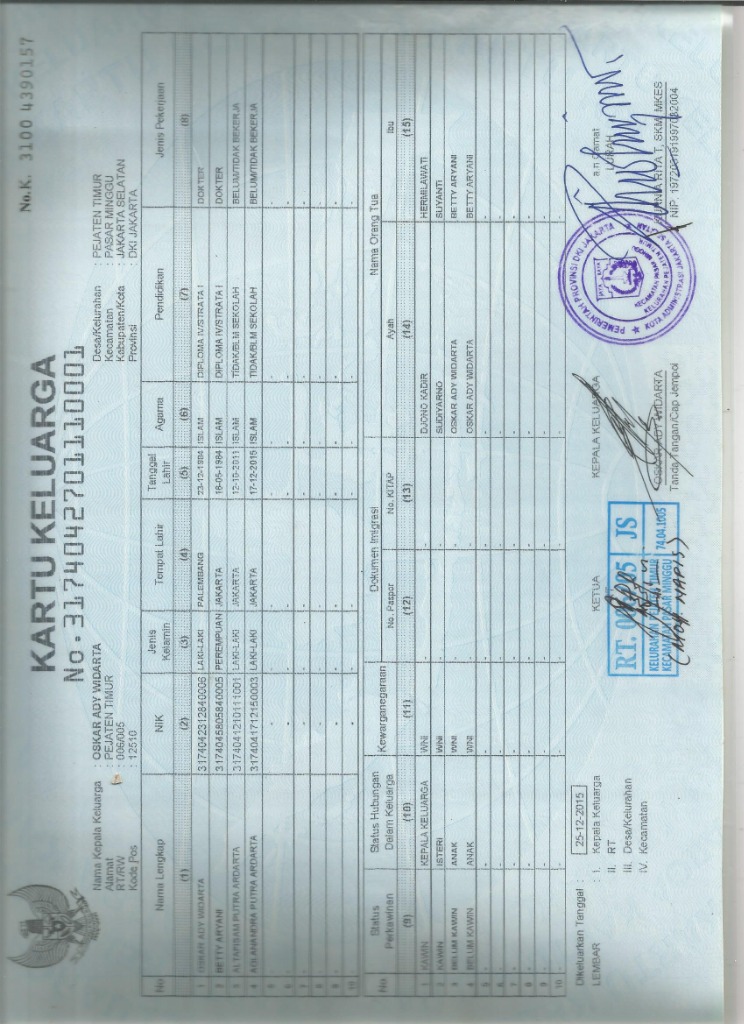 No.K. 3100 4390157
KARTU KELUARGA
No. 3174042701110001
Nama Kepala Keluarga : OSKAR ADY WIDARTA
Alamat : PEJATEN TIMUR
RT/RW : 006/005
Kode Pos : 12510
Desa/Kelurahan : PEJATEN TIMUR
Kecamatan : PASAR MINGGU
Kabupaten/Kota : JAKARTA SELATAN
Provinsi : DKI JAKARTA
No Nama Lengkap NIK Jenis Kelamin Tempat Lahir Tanggal Lahir Agama Pendidikan Jenis Pekerjaan
(1) (2) (3) (4) (5) (6) (7) (8)
1 OSKAR ADY WIDARTA 3174042312840006 LAKI-LAKI PALEMBANG 23-12-1984 ISLAM DIPLOMA IV/STRATA I DOKTER
2 BETTY ARYANI 3174045805840005 PEREMPUAN JAKARTA 18-05-1984 ISLAM DIPLOMA IV/STRATA I DOKTER
3 ALTAFISAM PUTRA ARDARTA 3174041210111001 LAKI-LAKI JAKARTA 12-10-2011 ISLAM TIDAK/BLM SEKOLAH BELUM/TIDAK BEKERJA
4 PUTRA ARDARTA 3174041712150003 LAKI-LAKI JAKARTA 17-12-2015 ISLAM TIDAK/BLM SEKOLAH BELUM/TIDAK BEKERJA
5 - - - - - - -
6 - - - - - - -
7 - - - - - - -
8 - - - - - - -
9 - - - - - - -
10 - - - - - - -
No Status Perkawinan Status Hubungan Dalam Keluarga Kewarganegaraan Dokumen Imigrasi Nama Orang Tua
No. Paspor No. KITAP Ayah Ibu
(9) (10) (11) (12) (13) (14) (15)
1 KAWIN KEPALA KELUARGA WNI - - DJONO KADIR HERMILAWATI
2 KAWIN ISTERI WNI - - SUDIYARNO SUYANTI
3 BELUM KAWIN ANAK WNI - - OSKAR ADY WIDARTA BETTY ARYANI
4 BELUM KAWIN ANAK WNI - - OSKAR ADY WIDARTA BETTY ARYANI
5 - - - - - - -
6 - - - - - - -
7 - - - - - - -
8 - - - - - - -
9 - - - - - - -
10 - - - - - - -
Dikeluarkan Tanggal : 25-12-2015
LEMBAR : I. Kepala Keluarga
II. RT
III. Desa/Kelurahan
IV. Kecamatan
KETUA
RT. JS
KELURAHAN TIMUR 74.04.1005
KECAMATAN PASAR MINGGU
KEPALA KELUARGA
OSKAR ADY WIDARTA
Tanda Tangan/Cap Jempol
PEMERINTAH PROVINSI DKI JAKARTA
KECAMATAN PASAR MINGGU
KELURAHAN PEJATEN TIMUR
KOTA ADMINISTRASI JAKARTA SELATAN
a.n Camat
LURAH
T, SKM, MKES
NIP.